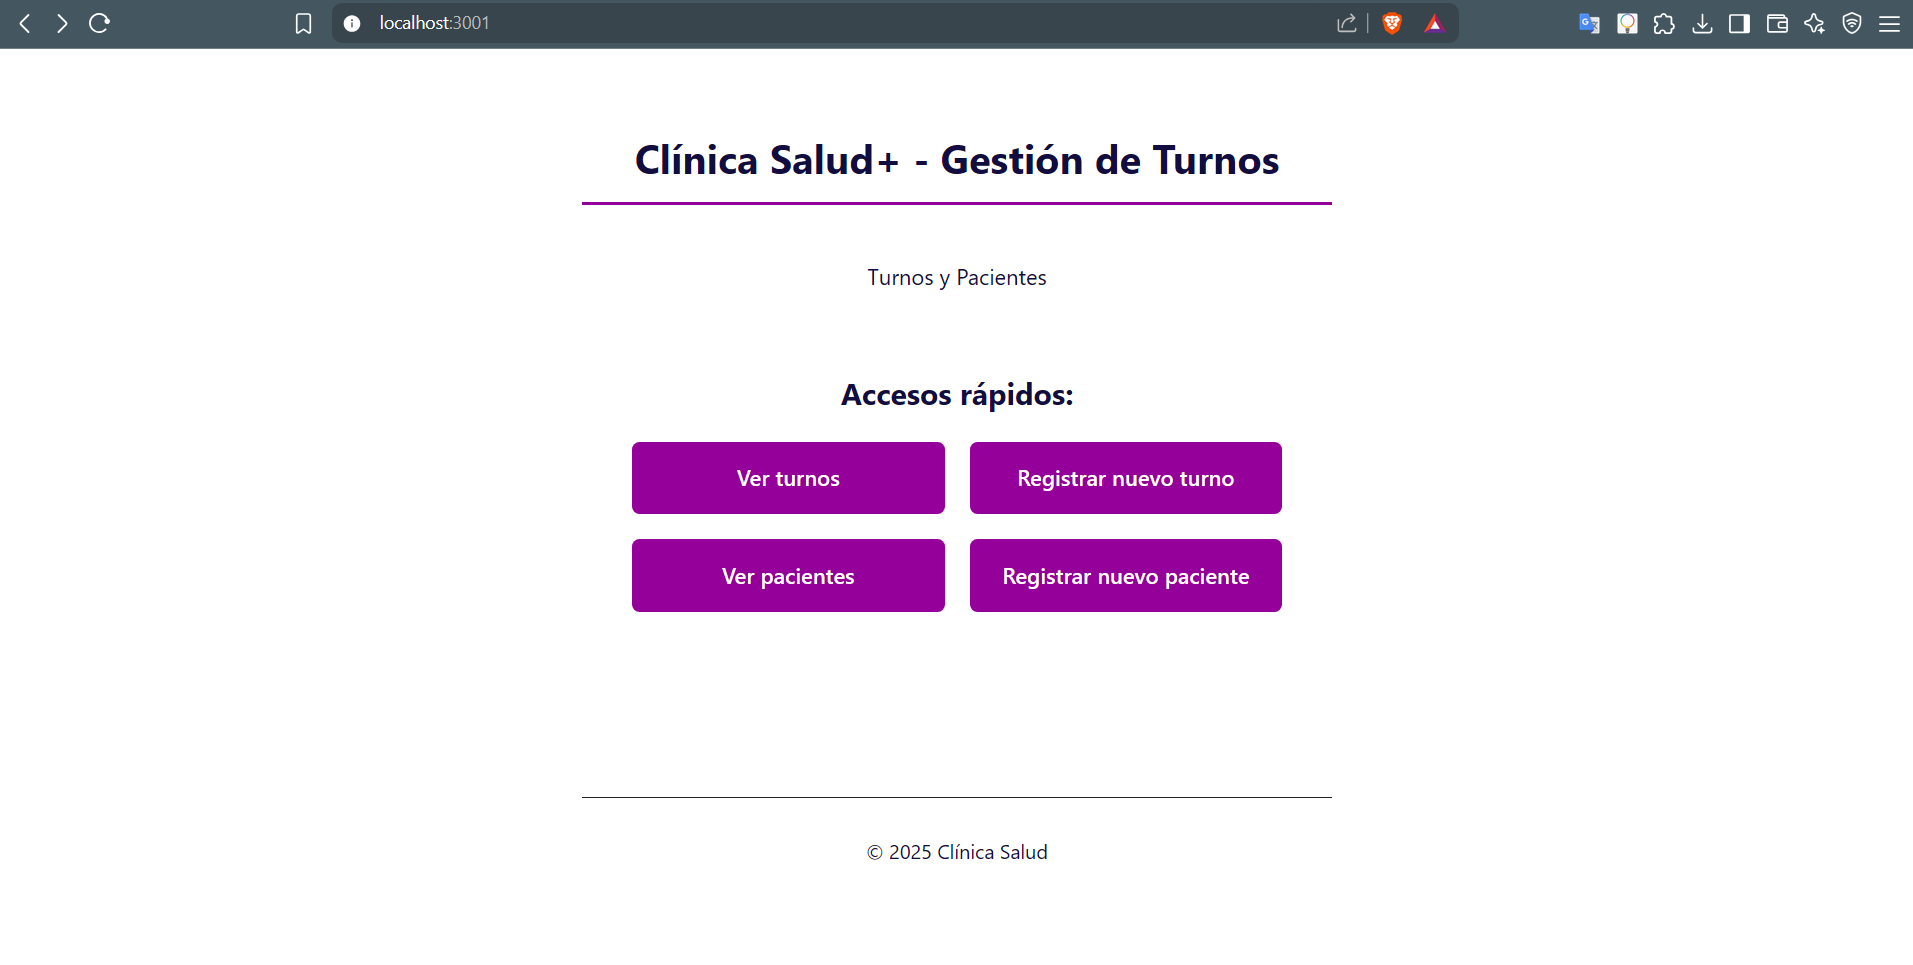 localhost:3001
Clínica Salud+ - Gestión de Turnos
Turnos y Pacientes
Accesos rápidos:
Ver turnos
Registrar nuevo turno
Ver pacientes
Registrar nuevo paciente
© 2025 Clínica Salud